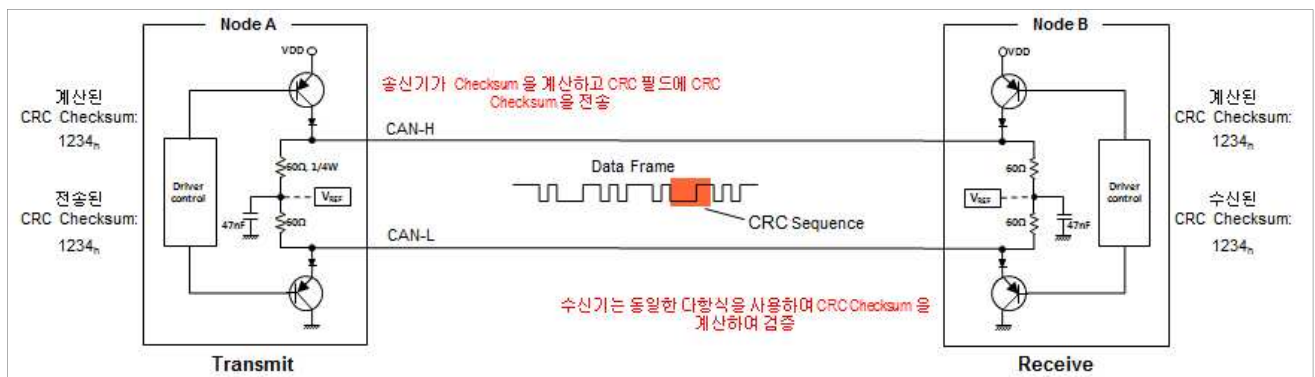 Node A
VDD
계산된
CRC Checksum:
1234h
전송된
CRC Checksum:
1234h
Driver
control
60Ω, 1/4W
VREF
47nF
60Ω
Transmit
송신기가 Checksum 을 계산하고 CRC 필드에 CRC
Checksum 을 전송
CAN-H
Data Frame
CRC Sequence
CAN-L
수신기는 동일한 다항식을 사용하여 CRC Checksum 을
계산하여 검증
Node B
VDD
60Ω
VREF
60Ω
47nF
Driver
control
계산된
CRC Checksum:
1234h
수신된
CRC Checksum:
1234h
Receive